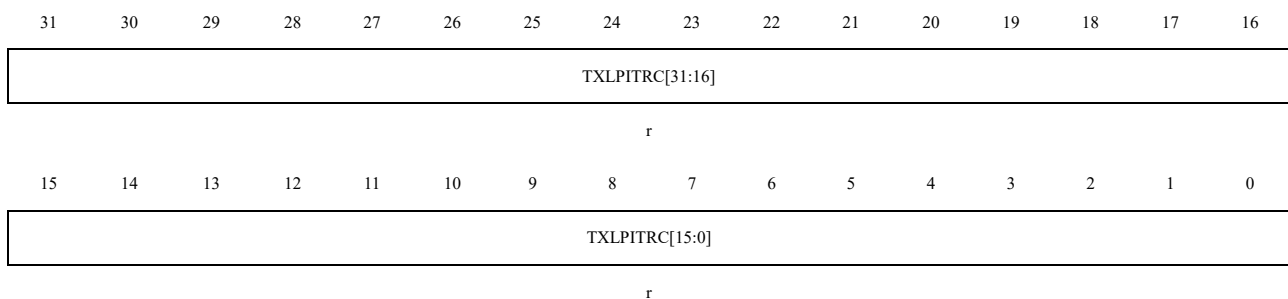 31 30 29 28 27 26 25 24 23 22 21 20 19 18 17 16
TXLPITRC[31:16]
r
15 14 13 12 11 10 9 8 7 6 5 4 3 2 1 0
TXLPITRC[15:0]
r